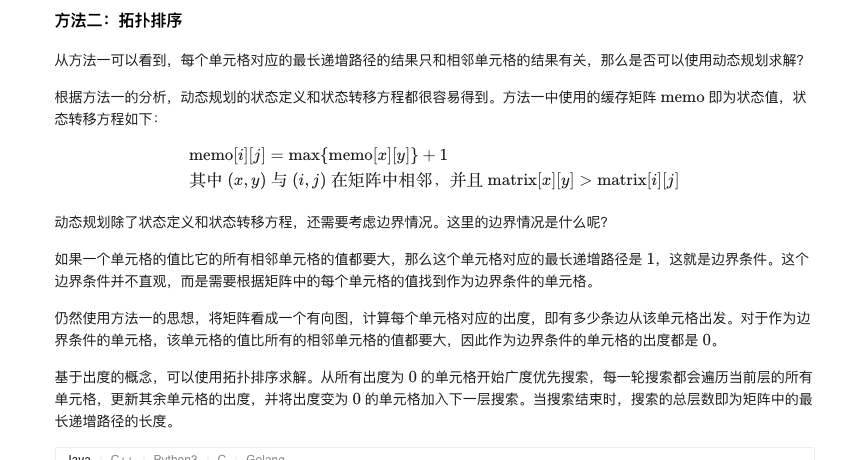 方法二：拓扑排序
从方法一可以看到，每个单元格对应的最长递增路径的结果只和相邻单元格的结果有关，那么是否可以使用动态规划求解？
根据方法一的分析，动态规划的状态定义和状态转移方程都很容易得到。方法一中使用的缓存矩阵 memo 即为状态值，状
态转移方程如下：
memo[i][j] = max{memo[x][y]} + 1
其中 (x, y) 与 (i, j) 在矩阵中相邻，并且 matrix[x][y] > matrix[i][j]
动态规划除了状态定义和状态转移方程，还需要考虑边界情况。这里的边界情况是什么呢？
如果一个单元格的值比它的所有相邻单元格的值都要大，那么这个单元格对应的最长递增路径是 1，这就是边界条件。这个
边界条件并不直观，而是需要根据矩阵中的每个单元格的值找到作为边界条件的单元格。
仍然使用方法一的思想，将矩阵看成一个有向图，计算每个单元格对应的出度，即有多少条边从该单元格出发。对于作为边
界条件的单元格，该单元格的值比所有的相邻单元格的值都要大，因此作为边界条件的单元格的出度都是 0。
基于出度的概念，可以使用拓扑排序求解。从所有出度为 0 的单元格开始广度优先搜索，每一轮搜索都会遍历当前层的所有
单元格，更新其余单元格的出度，并将出度变为 0 的单元格加入下一层搜索。当搜索结束时，搜索的总层数即为矩阵中的最
长递增路径的长度。
Java C++ Python3 C Golang